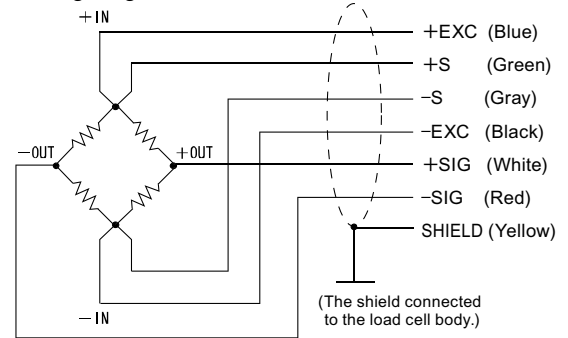 +IN
+EXC (Blue)
+S (Green)
−S (Gray)
−EXC (Black)
−OUT
+OUT
+SIG (White)
−SIG (Red)
SHIELD (Yellow)
(The shield connected
to the load cell body.)
−IN